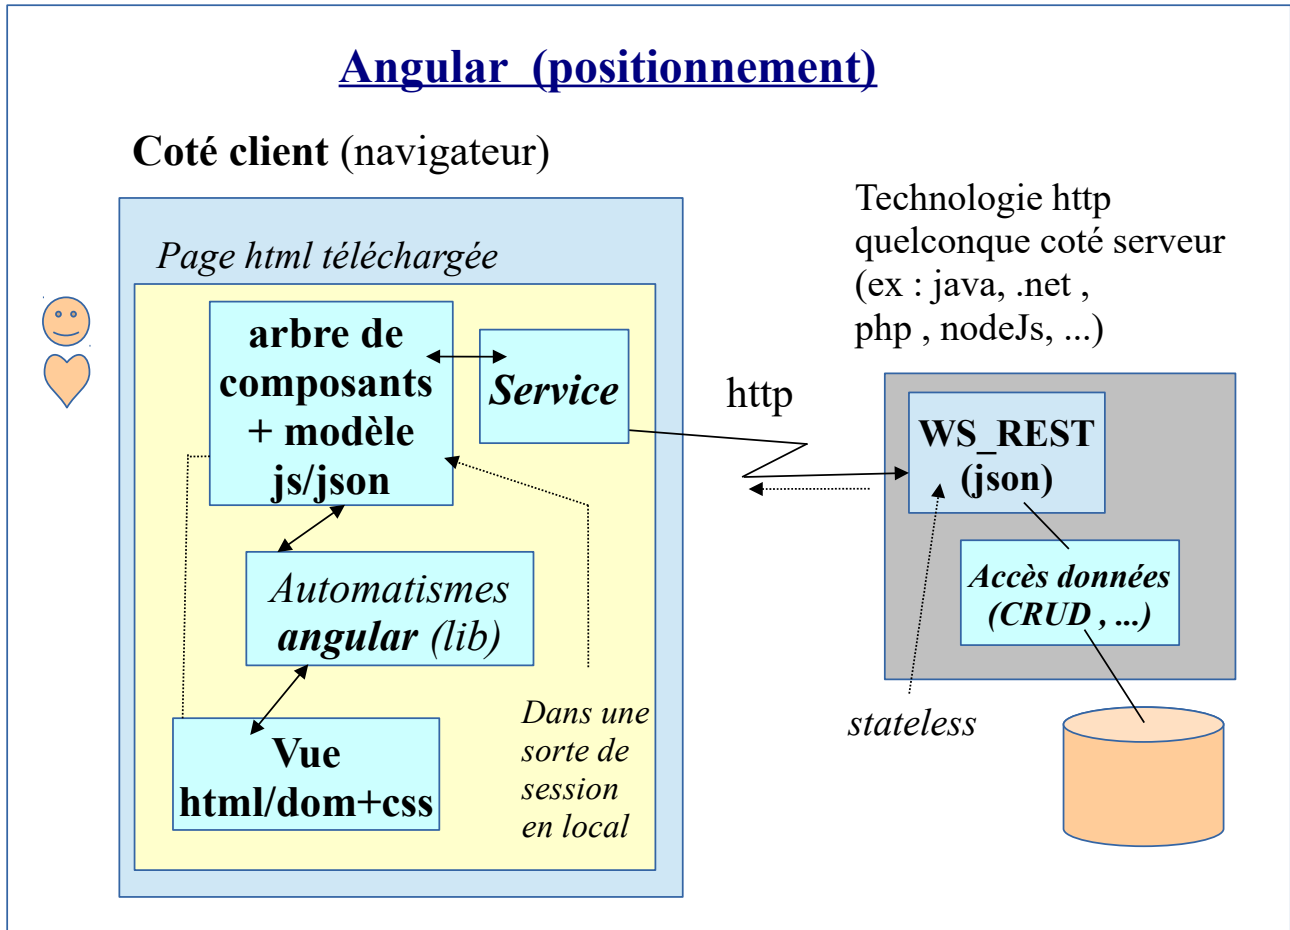 Angular (positionnement)
Coté client (navigateur)
Page html téléchargée
arbre de
composants
+ modèle
js/json
Service
Automatismes
angular (lib)
Vue
html/dom+css
Dans une
sorte de
session
en local
http
Technologie http
quelconque coté serveur
(ex : java, .net ,
php , nodeJs, ...)
WS_REST
(json)
Accès données
(CRUD , ...)
stateless